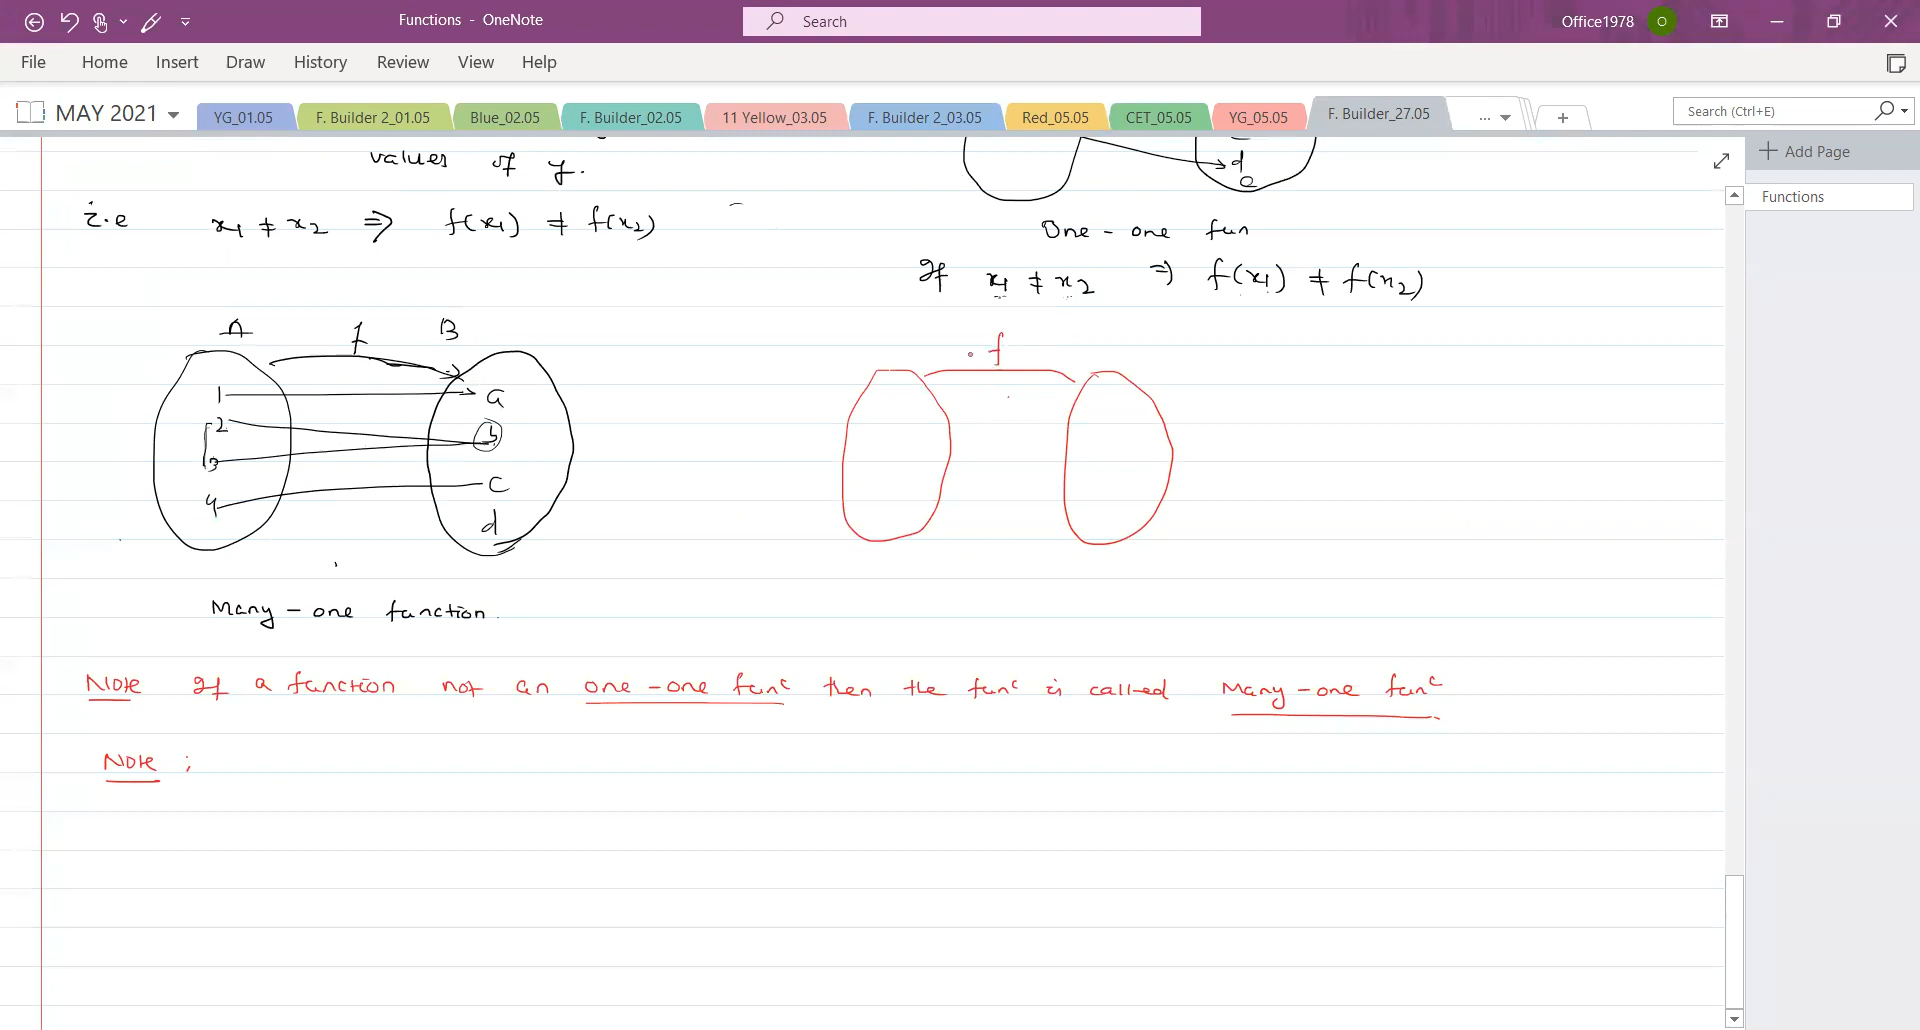 Functions - OneNote
Search
Office1978
O
File Home Insert Draw History Review View Help
MAY 2021
YG_01.05
F. Builder 2_01.05
Blue_02.05
F. Builder_02.05
11 Yellow_03.05
F. Builder 2_03.05
Red_05.05
CET_05.05
YG_05.05
F. Builder_27.05
...
Search (Ctrl+E)
Add Page
Functions
values of y.
d
e
i.e x1 ≠ x2 ⇒ f(x1) ≠ f(x2)
One - one fun
If x1 ≠ x2 ⇒ f(x1) ≠ f(x2)
A f B
1 a
2 b
3
4 c
d
f
Many - one function.
Note If a function not an one - one funᶜ then the funᶜ is called Many - one funᶜ
Note ;